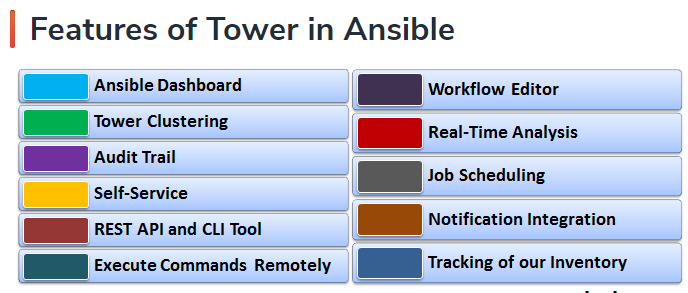 Features of Tower in Ansible
Ansible Dashboard
Tower Clustering
Audit Trail
Self-Service
REST API and CLI Tool
Execute Commands Remotely
Workflow Editor
Real-Time Analysis
Job Scheduling
Notification Integration
Tracking of our Inventory